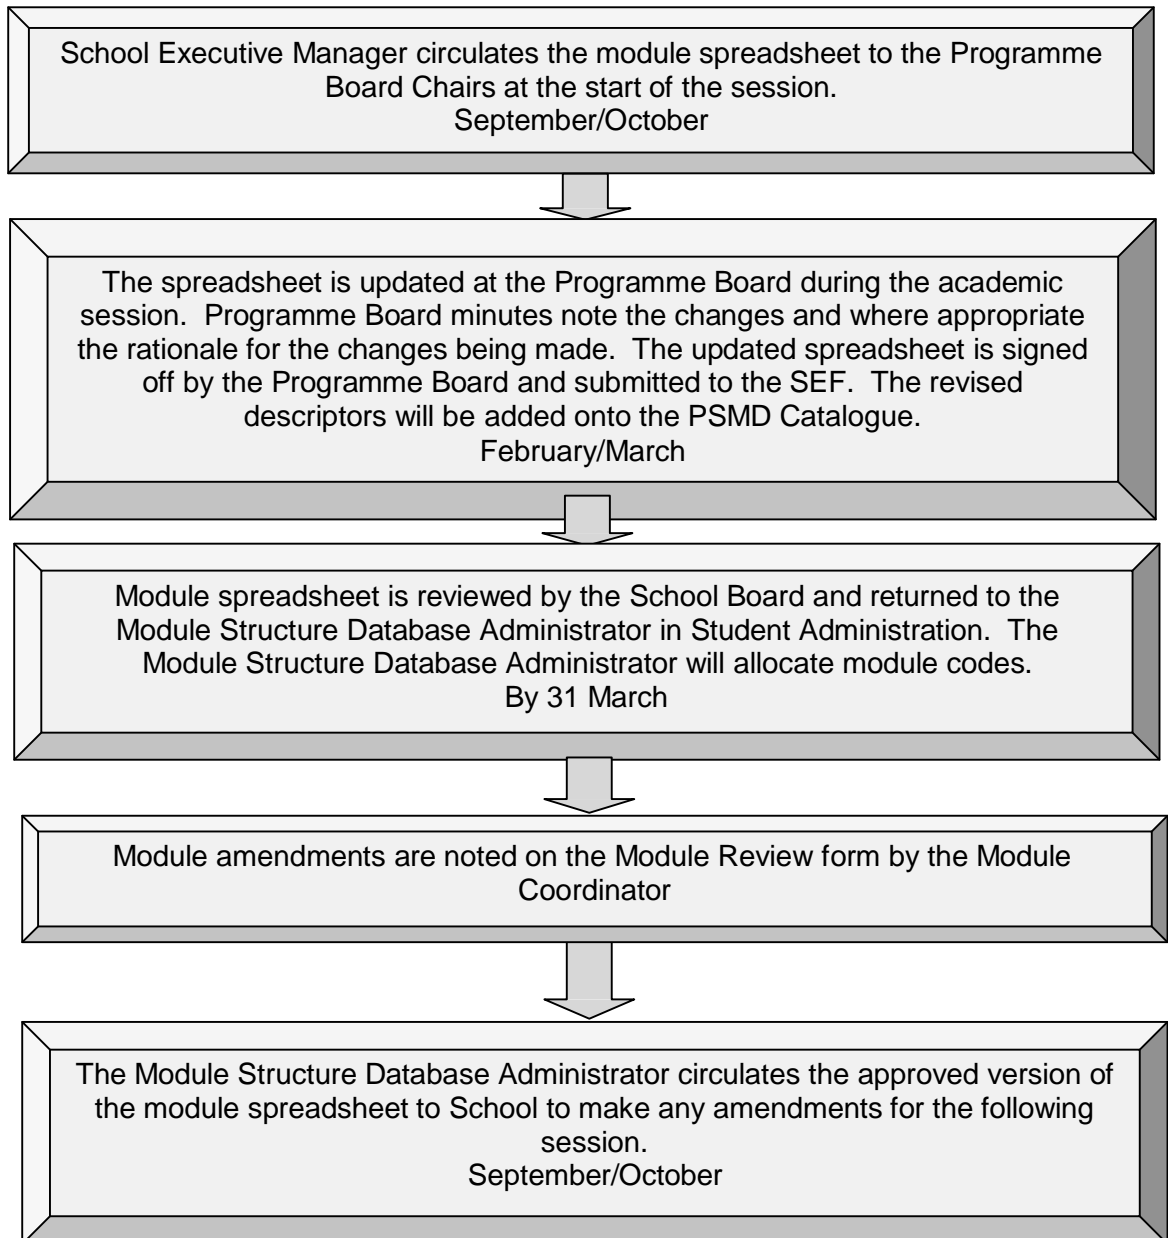 School Executive Manager circulates the module spreadsheet to the Programme
Board Chairs at the start of the session.
September/October
The spreadsheet is updated at the Programme Board during the academic
session.  Programme Board minutes note the changes and where appropriate
the rationale for the changes being made.  The updated spreadsheet is signed
off by the Programme Board and submitted to the SEF.  The revised
descriptors will be added onto the PSMD Catalogue.
February/March
Module spreadsheet is reviewed by the School Board and returned to the
Module Structure Database Administrator in Student Administration.  The
Module Structure Database Administrator will allocate module codes.
By 31 March
Module amendments are noted on the Module Review form by the Module
Coordinator
The Module Structure Database Administrator circulates the approved version of
the module spreadsheet to School to make any amendments for the following
session.
September/October